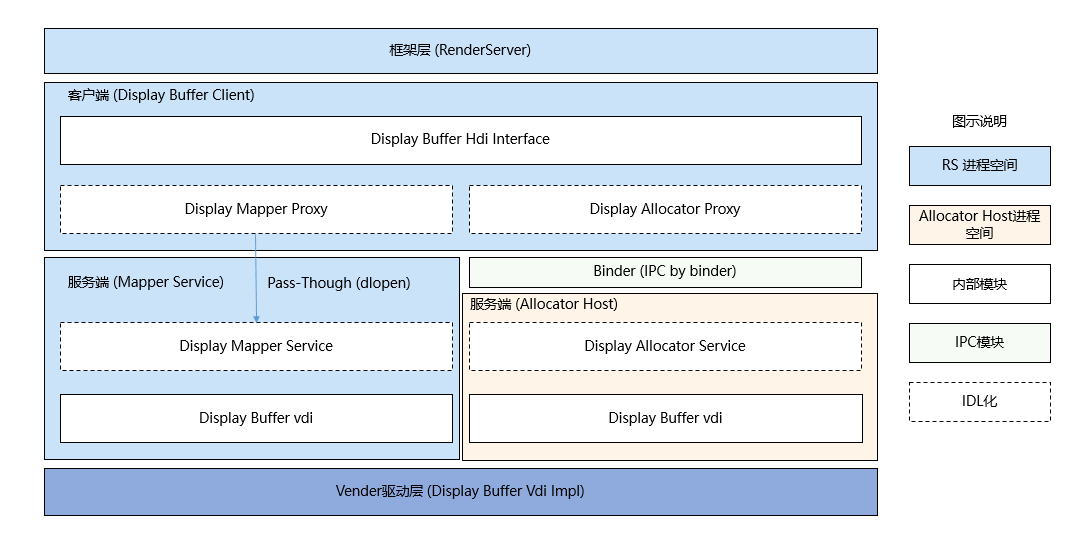 框架层 (RenderServer)
客户端 (Display Buffer Client)
Display Buffer Hdi Interface
Display Mapper Proxy
Display Allocator Proxy
服务端 (Mapper Service)
Pass-Though (dlopen)
Display Mapper Service
Display Buffer vdi
Binder (IPC by binder)
服务端 (Allocator Host)
Display Allocator Service
Display Buffer vdi
Vender驱动层 (Display Buffer Vdi Impl)
图示说明
RS 进程空间
Allocator Host进程
空间
内部模块
IPC模块
IDL化